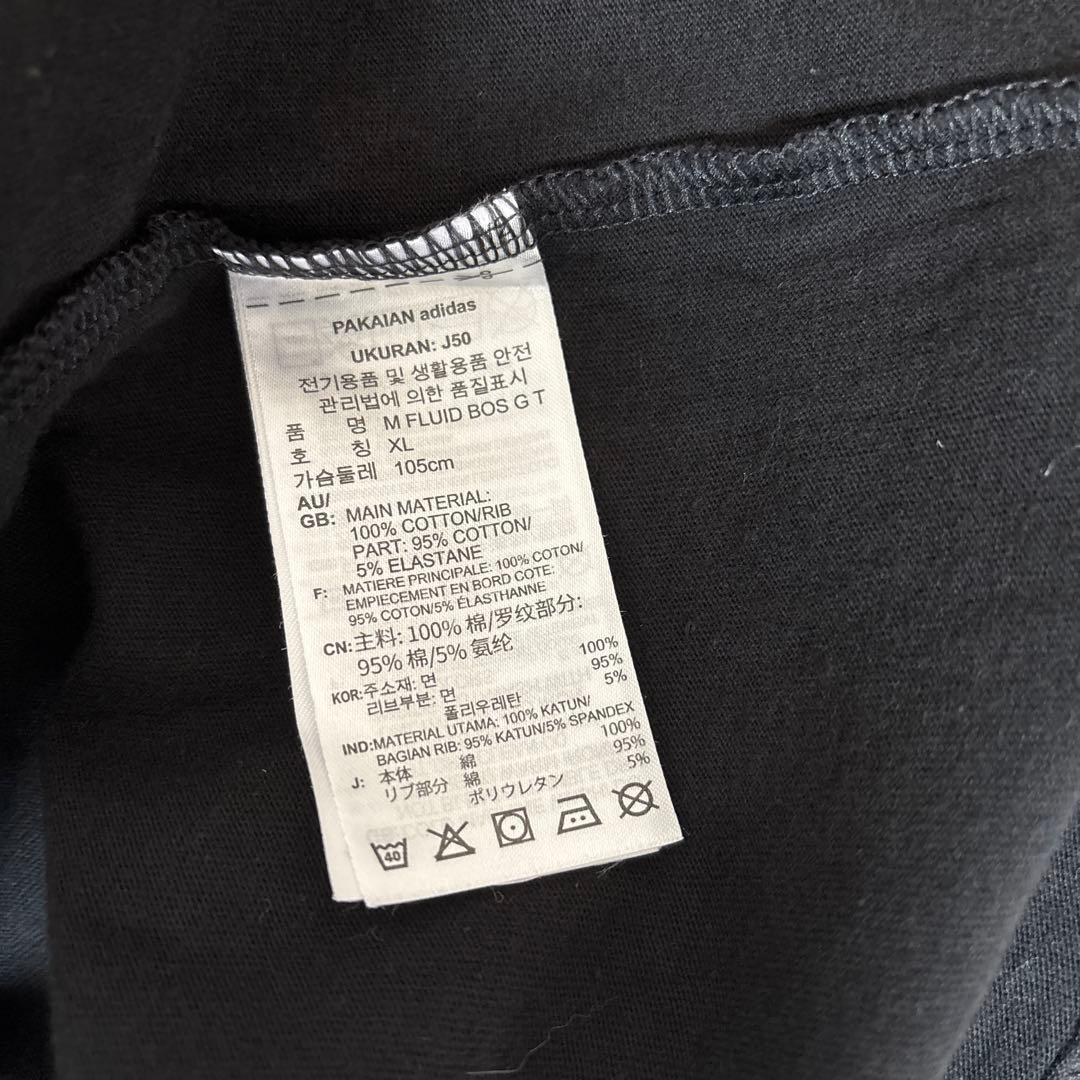 8
PAKAIAN adidas
UKURAN: J50
전기용품 및 생활용품 안전
관리법에 의한 품질표시
품 명 M FLUID BOS G T
호 칭 XL
가슴둘레 105cm
AU/
GB: MAIN MATERIAL:
100% COTTON/RIB
PART: 95% COTTON/
5% ELASTANE
F: MATIERE PRINCIPALE: 100% COTON/
EMPIECEMENT EN BORD COTE:
95% COTON/5% ÉLASTHANNE
CN: 主料: 100% 棉/罗纹部分:
95% 棉/5% 氨纶
KOR: 주소재: 면 100%
리브부분: 면 95%
폴리우레탄 5%
IND: MATERIAL UTAMA: 100% KATUN/
BAGIAN RIB: 95% KATUN/5% SPANDEX
J: 本体 綿 100%
リブ部分 綿 95%
ポリウレタン 5%
40